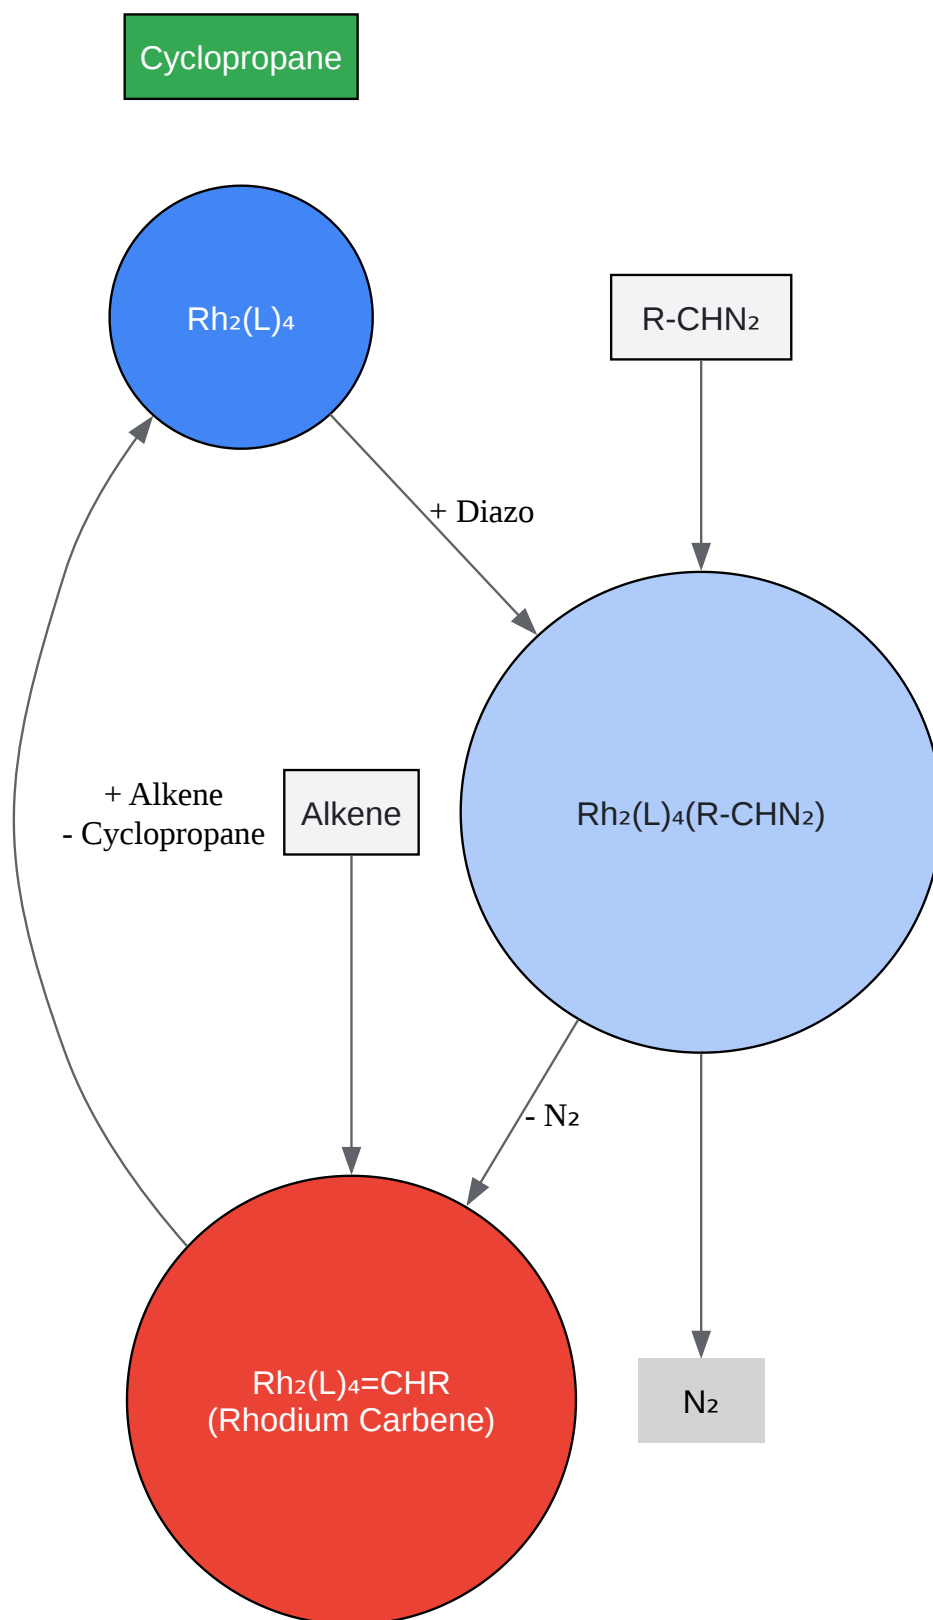 Cyclopropane
Rh₂(L)₄
R-CHN₂
+ Diazo
+ Alkene
- Cyclopropane
Alkene
Rh₂(L)₄(R-CHN₂)
- N₂
Rh₂(L)₄=CHR
(Rhodium Carbene)
N₂